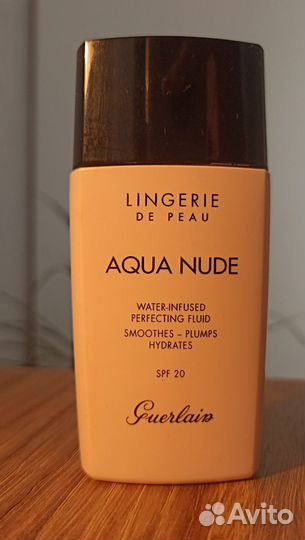 LINGERIE
DE PEAU
AQUA NUDE
WATER-INFUSED
PERFECTING FLUID
SMOOTHES – PLUMPS
HYDRATES
SPF 20
Guerlain
Avito